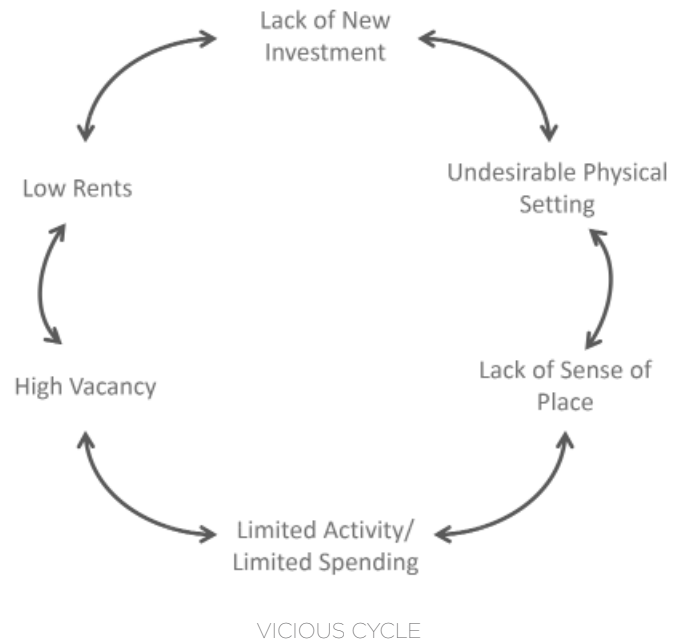 Lack of New
Investment
Undesirable Physical
Setting
Low Rents
Lack of Sense of
Place
High Vacancy
Limited Activity/
Limited Spending
VICIOUS CYCLE